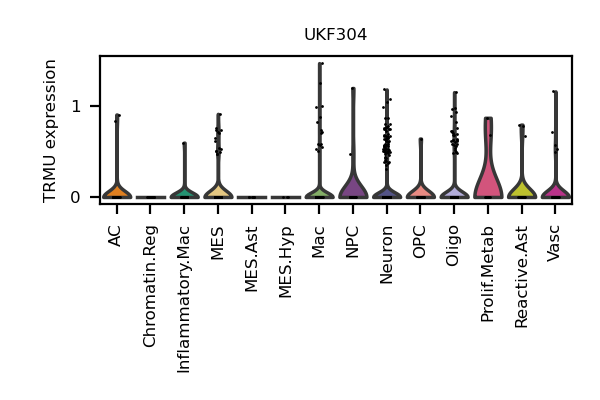 UKF304
TRMU expression
1
0
AC
Chromatin.Reg
Inflammatory.Mac
MES
MES.Ast
MES.Hyp
Mac
NPC
Neuron
OPC
Oligo
Prolif.Metab
Reactive.Ast
Vasc